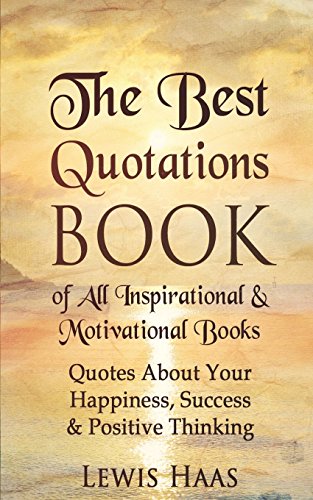 The Best
Quotations
BOOK
of All Inspirational &
Motivational Books
Quotes About Your
Happiness, Success
& Positive Thinking
LEWIS HAAS